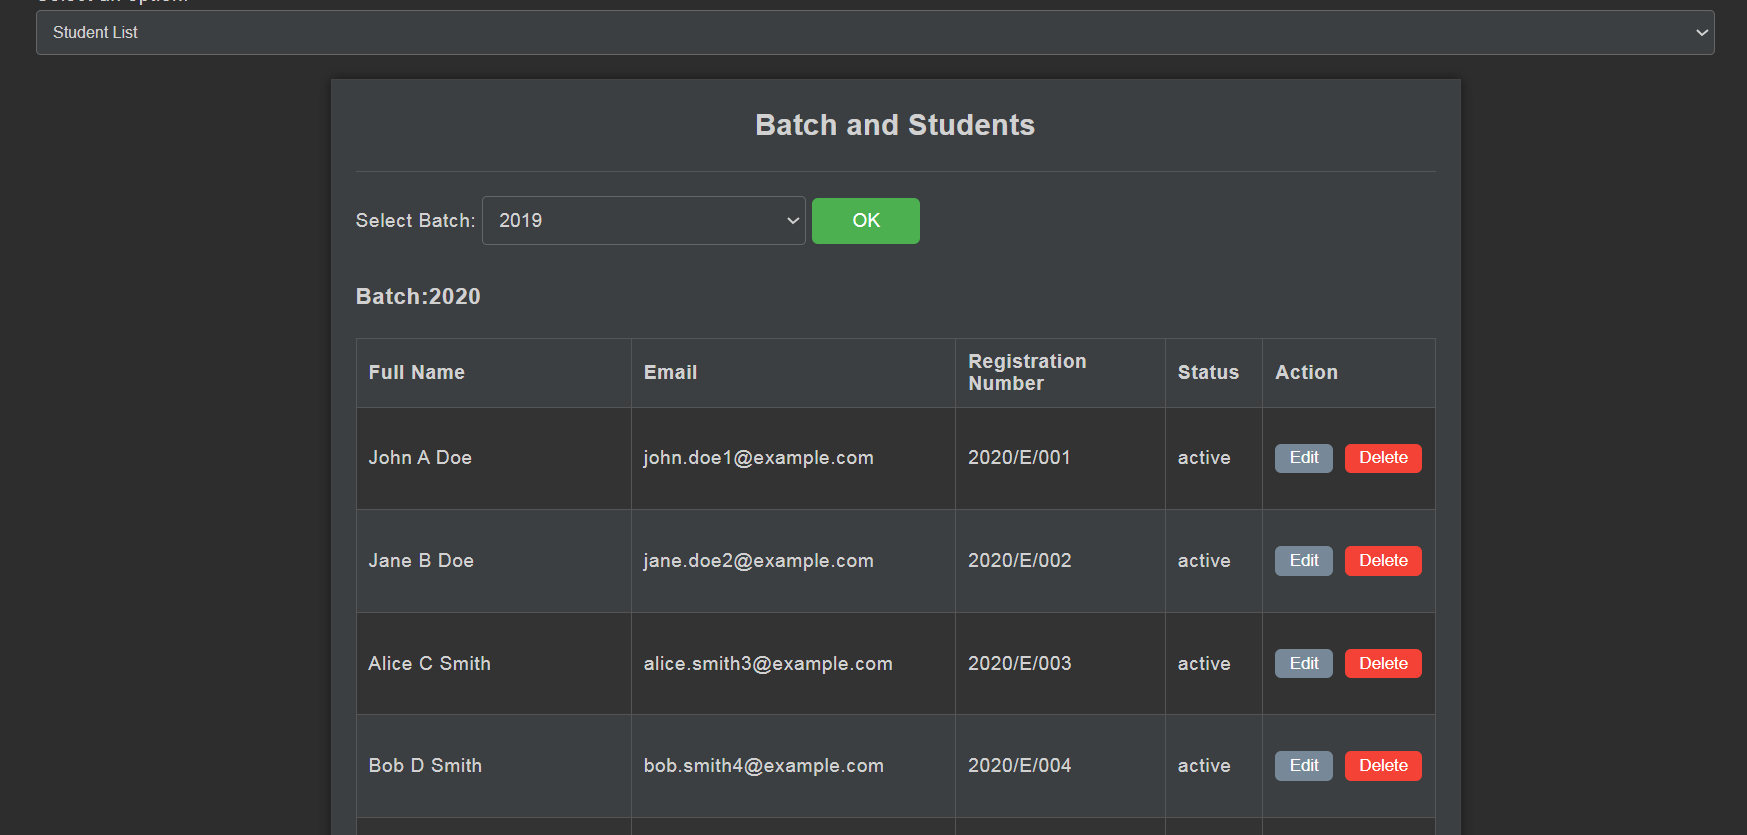 Student List
Batch and Students
Select Batch: 2019 OK
Batch:2020
Full Name Email Registration Number Status Action
John A Doe john.doe1@example.com 2020/E/001 active Edit Delete
Jane B Doe jane.doe2@example.com 2020/E/002 active Edit Delete
Alice C Smith alice.smith3@example.com 2020/E/003 active Edit Delete
Bob D Smith bob.smith4@example.com 2020/E/004 active Edit Delete